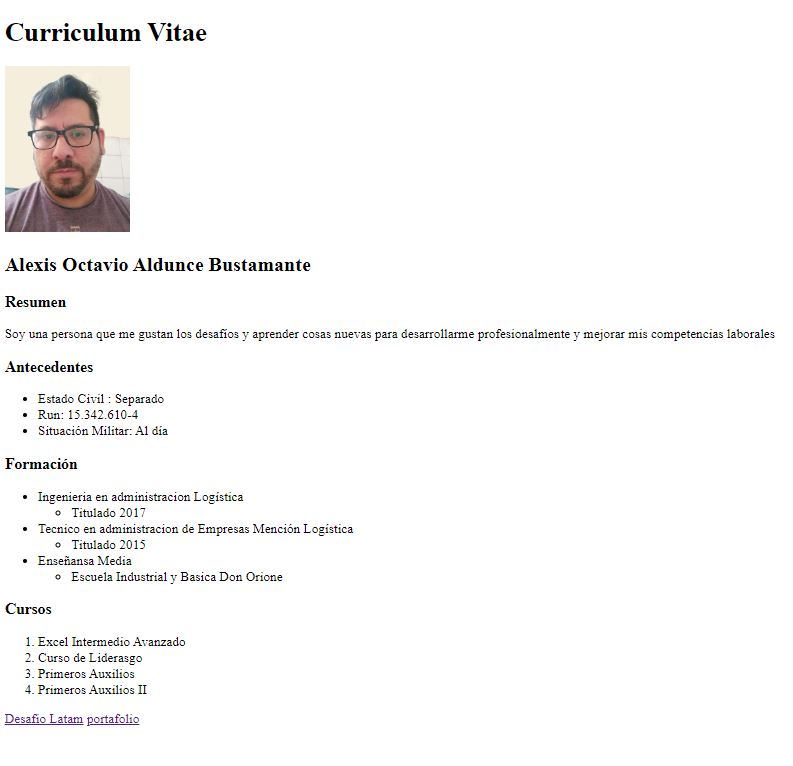 Curriculum Vitae
Alexis Octavio Aldunce Bustamante
Resumen
Soy una persona que me gustan los desafíos y aprender cosas nuevas para desarrollarme profesionalmente y mejorar mis competencias laborales
Antecedentes
Estado Civil : Separado
Run: 15.342.610-4
Situación Militar: Al día
Formación
Ingenieria en administracion Logística
Titulado 2017
Tecnico en administracion de Empresas Mención Logística
Titulado 2015
Enseñansa Media
Escuela Industrial y Basica Don Orione
Cursos
1. Excel Intermedio Avanzado
2. Curso de Liderasgo
3. Primeros Auxilios
4. Primeros Auxilios II
Desafio Latam portafolio